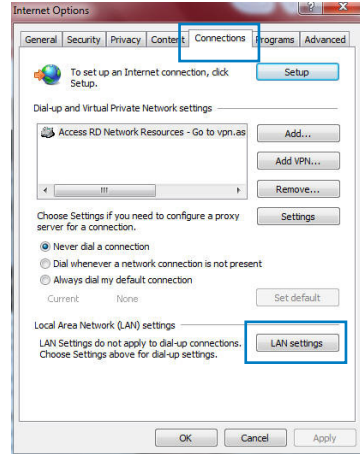 Internet Options
General Security Privacy Content Connections Programs Advanced
To set up an Internet connection, click
Setup.
Setup
Dial-up and Virtual Private Network settings
Access RD Network Resources - Go to vpn.as
Add...
Add VPN...
Remove...
Choose Settings if you need to configure a proxy
server for a connection.
Settings
Never dial a connection
Dial whenever a network connection is not present
Always dial my default connection
Current None
Set default
Local Area Network (LAN) settings
LAN Settings do not apply to dial-up connections.
Choose Settings above for dial-up settings.
LAN settings
OK Cancel Apply